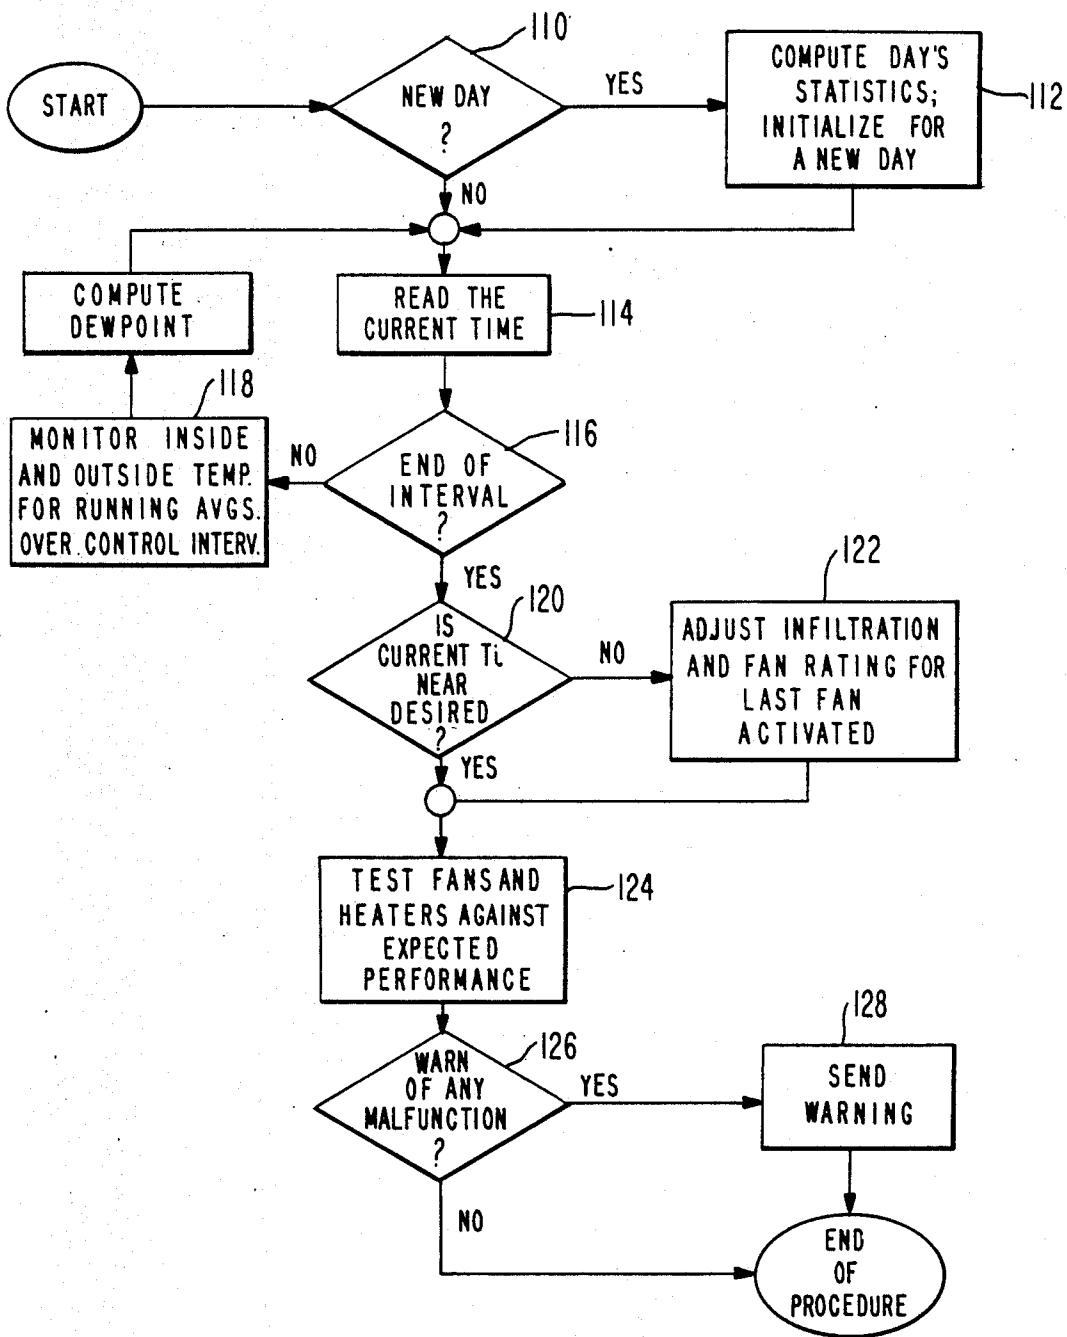 110
START
NEW DAY
?
YES
COMPUTE DAY'S
STATISTICS;
INITIALIZE FOR
A NEW DAY
112
NO
COMPUTE
DEWPOINT
READ THE
CURRENT TIME
114
118
MONITOR INSIDE
AND OUTSIDE TEMP.
FOR RUNNING AVGS.
OVER CONTROL INTERV.
NO
116
END OF
INTERVAL
?
YES
120
IS
CURRENT Ti
NEAR
DESIRED
?
NO
122
ADJUST INFILTRATION
AND FAN RATING FOR
LAST FAN
ACTIVATED
YES
TEST FANS AND
HEATERS AGAINST
EXPECTED
PERFORMANCE
124
126
WARN
OF ANY
MALFUNCTION
?
YES
128
SEND
WARNING
NO
END
OF
PROCEDURE